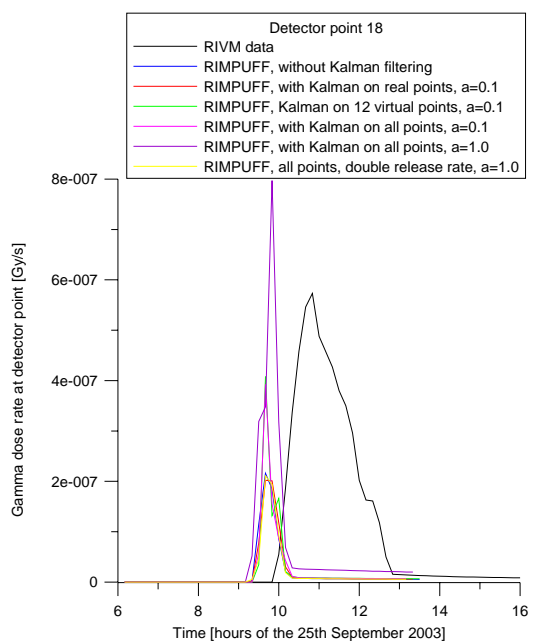 Detector point 18
RIVM data
RIMPUFF, without Kalman filtering
RIMPUFF, with Kalman on real points, a=0.1
RIMPUFF, Kalman on 12 virtual points, a=0.1
RIMPUFF, with Kalman on all points, a=0.1
RIMPUFF, with Kalman on all points, a=1.0
RIMPUFF, all points, double release rate, a=1.0
8e-007
6e-007
4e-007
2e-007
0
Gamma dose rate at detector point [Gy/s]
6 8 10 12 14 16
Time [hours of the 25th September 2003]